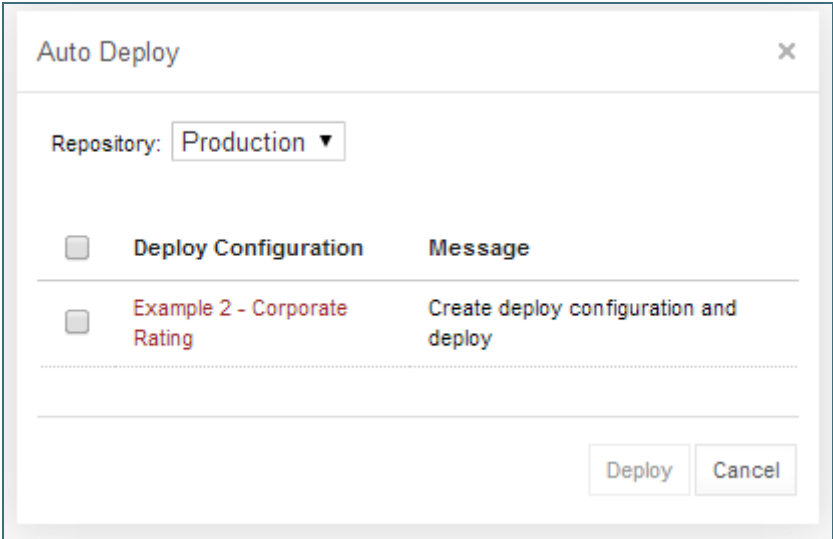 Auto Deploy ×
Repository: Production ▼
Deploy Configuration Message
Example 2 - Corporate Rating
Create deploy configuration and deploy
Deploy Cancel